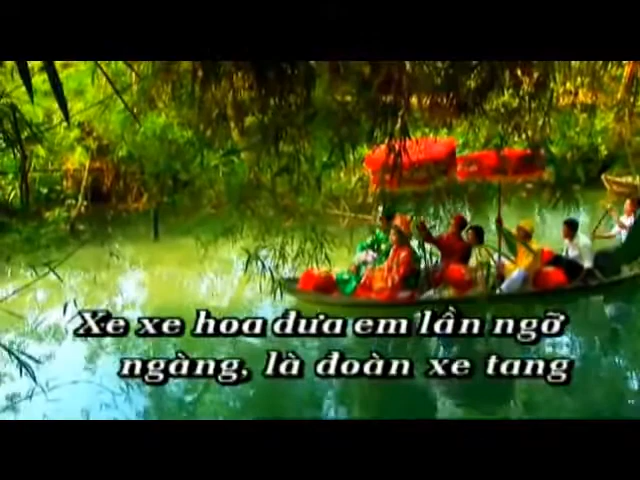 Xe xe hoa đưa em lần ngỡ
ngàng, là đoàn xe tang